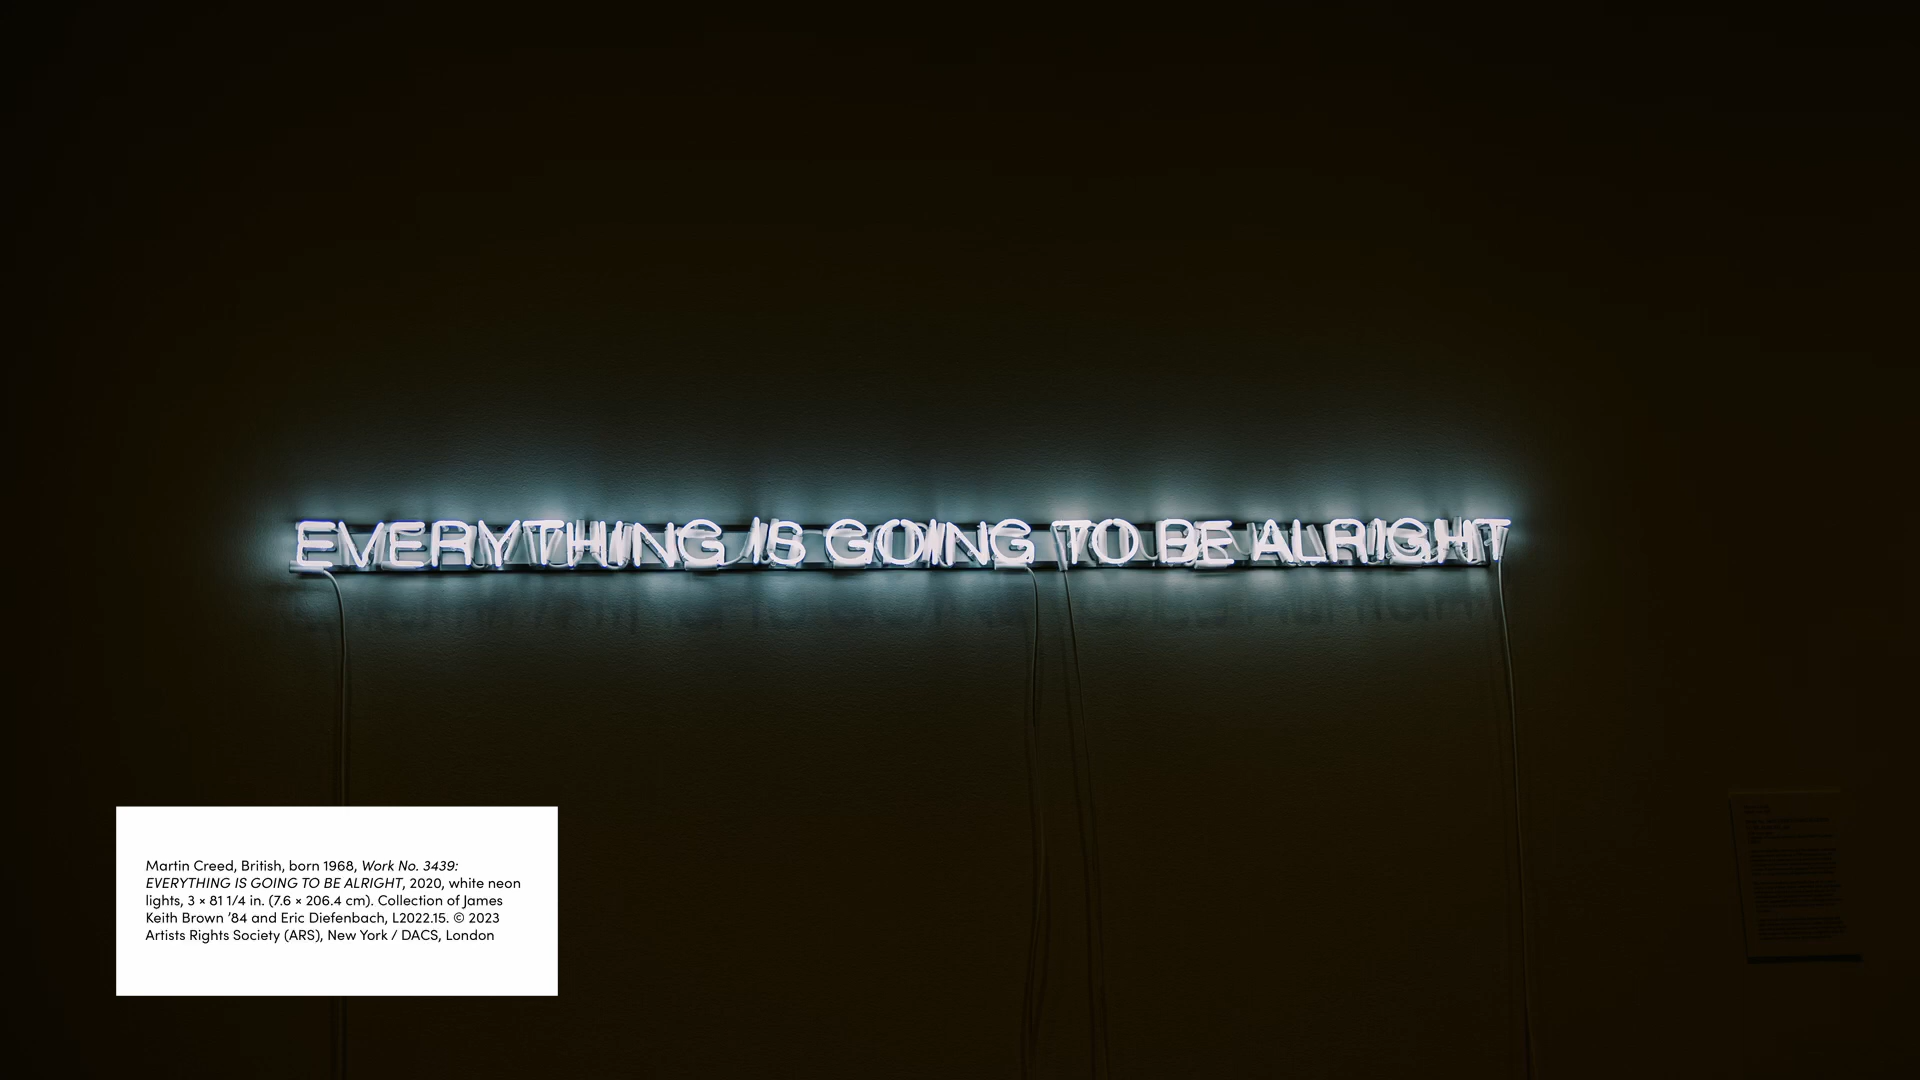 EVERYTHING IS GOING TO BE ALRIGHT
Martin Creed, British, born 1968, Work No. 3439:
EVERYTHING IS GOING TO BE ALRIGHT, 2020, white neon
lights, 3 × 81 1/4 in. (7.6 × 206.4 cm). Collection of James
Keith Brown ’84 and Eric Diefenbach, L2022.15. © 2023
Artists Rights Society (ARS), New York / DACS, London